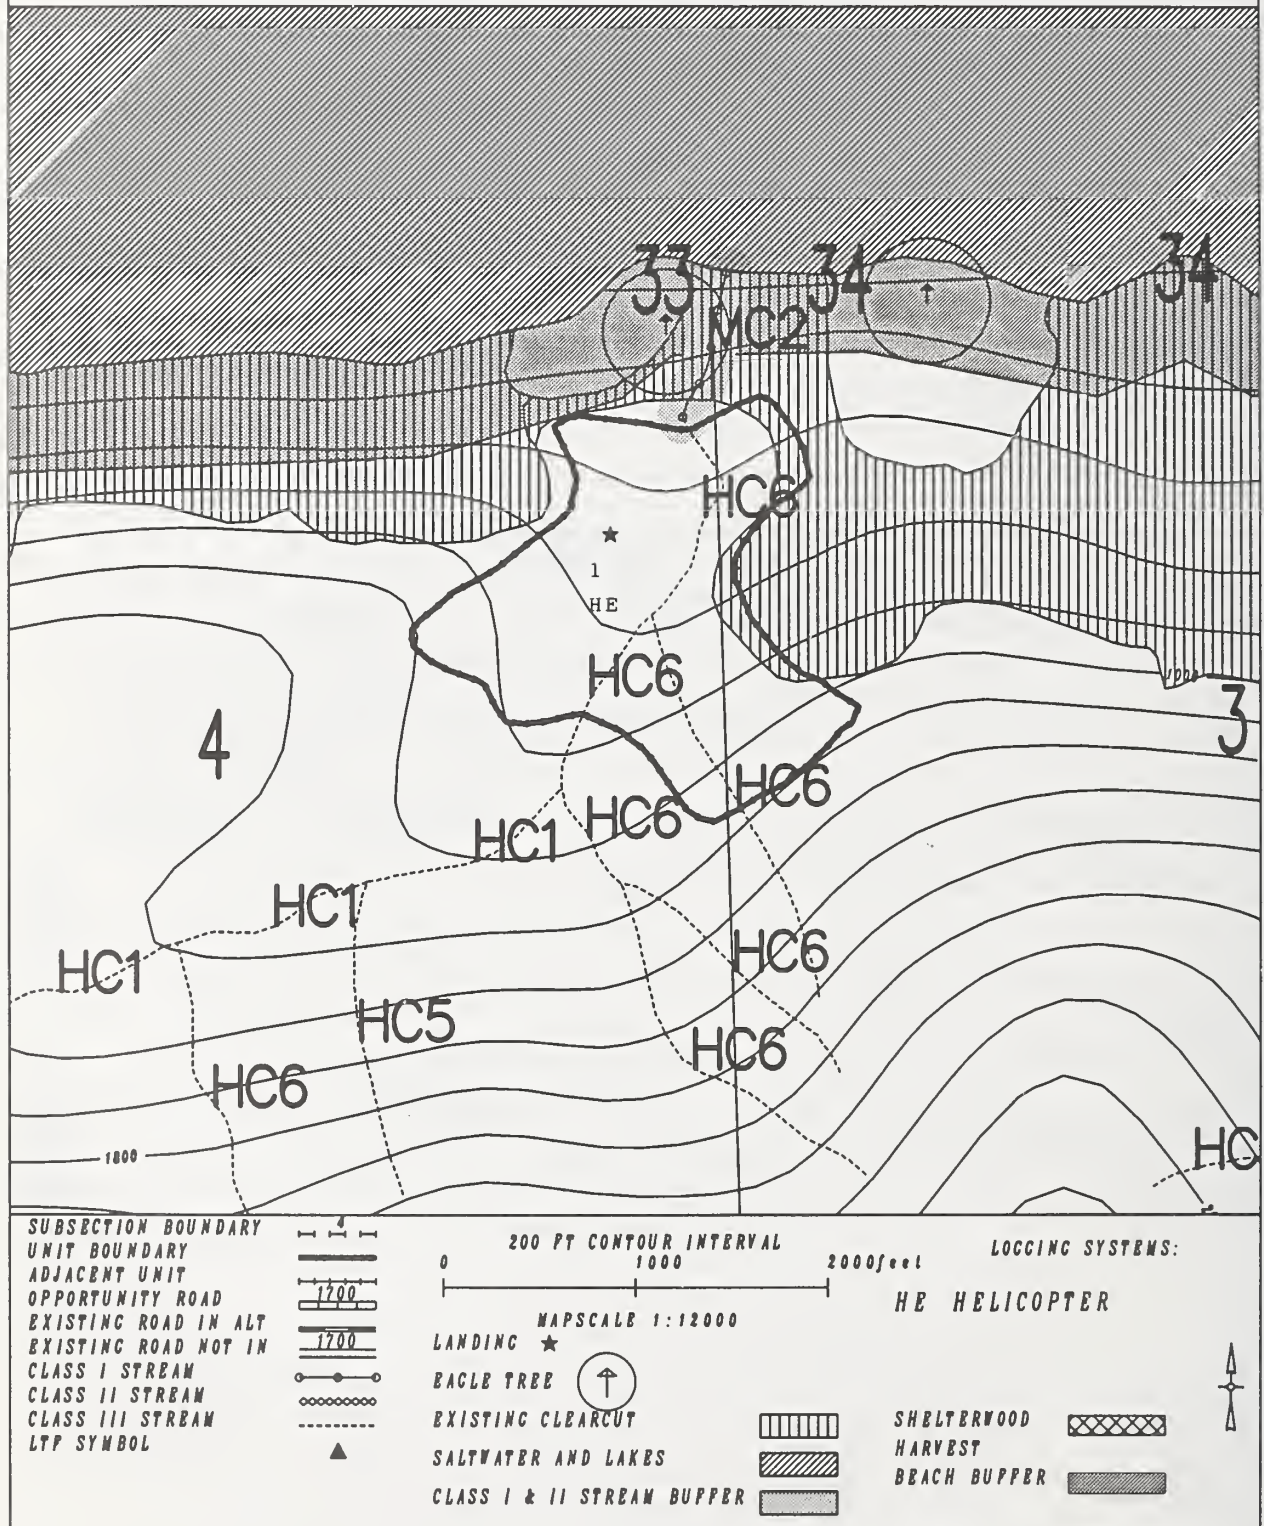 33
34
34
MC2
HC6
1
HE
HC6
1000
3
4
HC6
HC6
HC1
HC1
HC6
HC1
HC5
HC6
HC6
HC
1800
SUBSECTION BOUNDARY
4
UNIT BOUNDARY
ADJACENT UNIT
OPPORTUNITY ROAD
1700
EXISTING ROAD IN ALT
EXISTING ROAD NOT IN
1700
CLASS I STREAM
CLASS II STREAM
CLASS III STREAM
LTF SYMBOL
200 FT CONTOUR INTERVAL
0 1000 2000feet
MAPSCALE 1:12000
LANDING
EAGLE TREE
EXISTING CLEARCUT
SALTWATER AND LAKES
CLASS I & II STREAM BUFFER
LOGGING SYSTEMS:
HE HELICOPTER
SHELTERWOOD
HARVEST
BEACH BUFFER